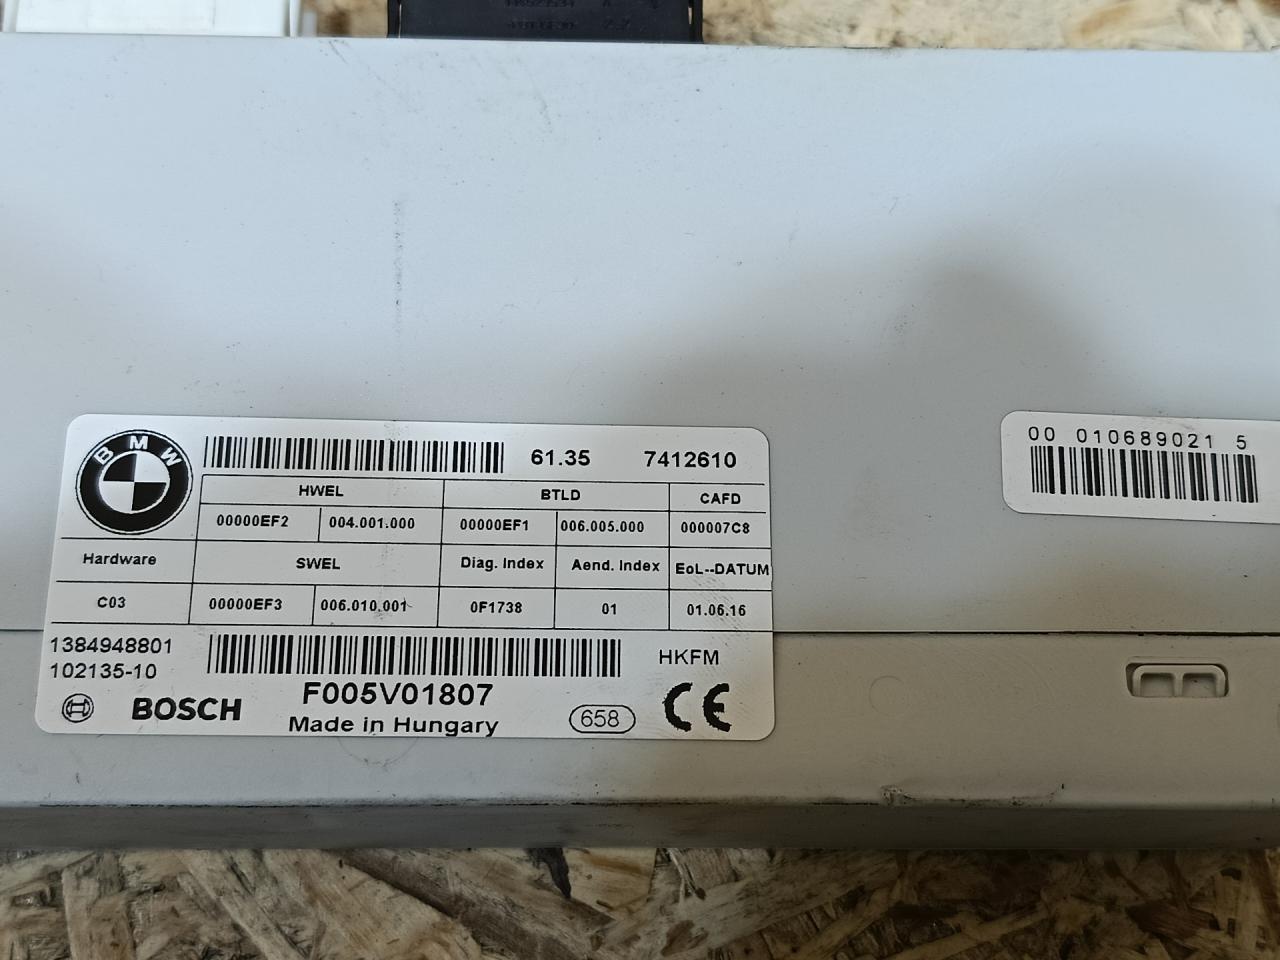 00 010689021 5
BMW
61.35 7412610
HWEL BTLD CAFD
00000EF2 004.001.000 00000EF1 006.005.000 000007C8
Hardware SWEL Diag. Index Aend. Index EoL--DATUM
C03 00000EF3 006.010.001 0F1738 01 01.06.16
1384948801
102135-10
HKFM
F005V01807
BOSCH
Made in Hungary
658
CE